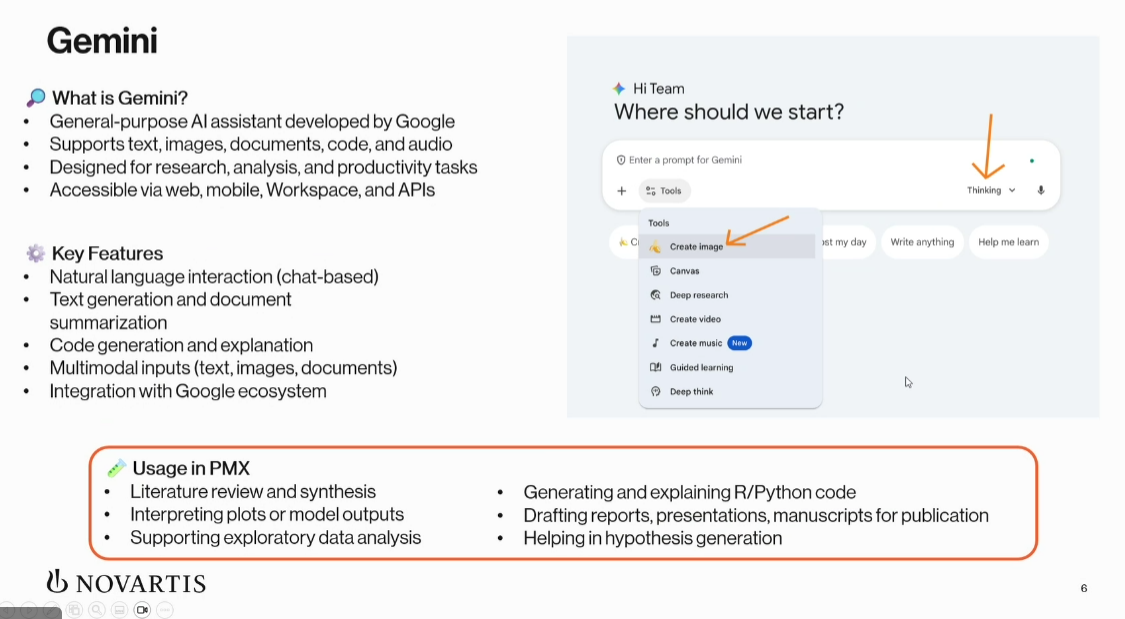 Gemini
What is Gemini?
• General-purpose AI assistant developed by Google
• Supports text, images, documents, code, and audio
• Designed for research, analysis, and productivity tasks
• Accessible via web, mobile, Workspace, and APIs
Key Features
• Natural language interaction (chat-based)
• Text generation and document
summarization
• Code generation and explanation
• Multimodal inputs (text, images, documents)
• Integration with Google ecosystem
Hi Team
Where should we start?
Enter a prompt for Gemini
+ Tools
Thinking
Tools
Create image
Canvas
Deep research
Create video
Create music New
Guided learning
Deep think
my day
Write anything
Help me learn
Usage in PMX
• Literature review and synthesis
• Interpreting plots or model outputs
• Supporting exploratory data analysis
• Generating and explaining R/Python code
• Drafting reports, presentations, manuscripts for publication
• Helping in hypothesis generation
NOVARTIS
6